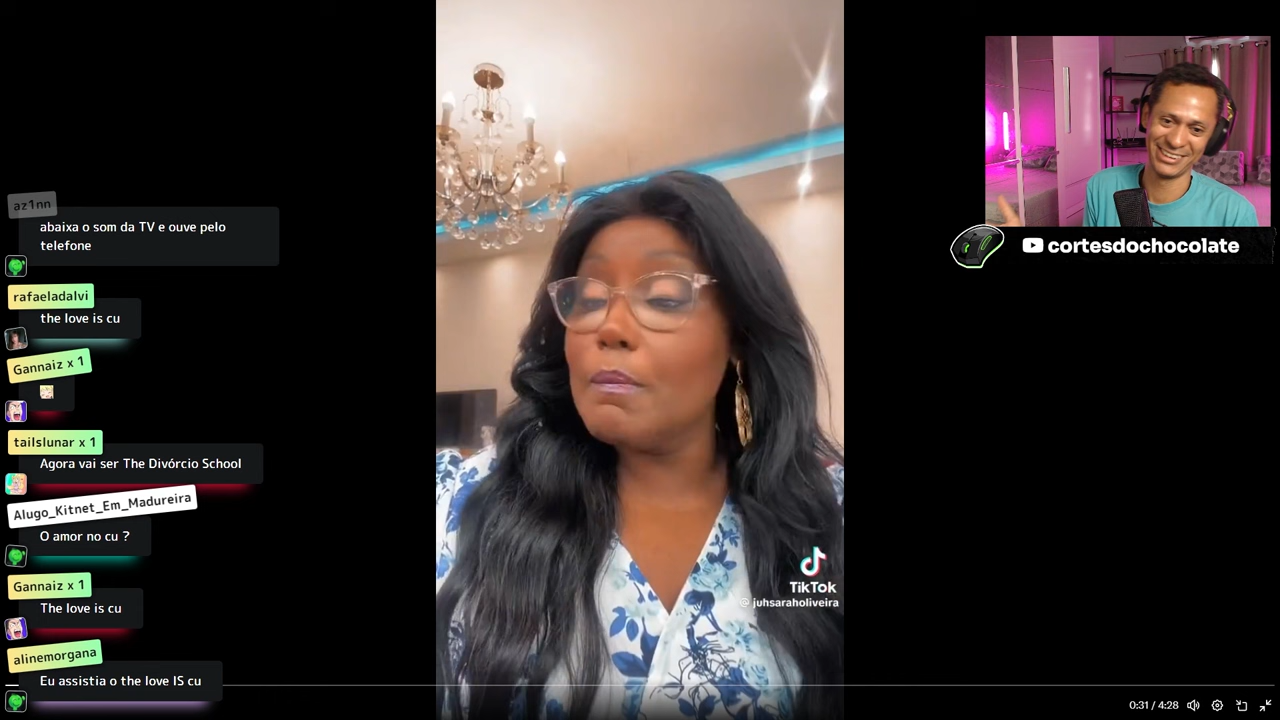 az1nn
abaixa o som da TV e ouve pelo
telefone
rafaeladalvi
the love is cu
Gannaiz x 1
tailslunar x 1
Agora vai ser The Divórcio School
Alugo_Kitnet_Em_Madureira
O amor no cu ?
Gannaiz x 1
The love is cu
alinemorgana
Eu assistia o the love IS cu
TikTok
@ juhsaraholiveira
cortesdochocolate
0:31 / 4:28